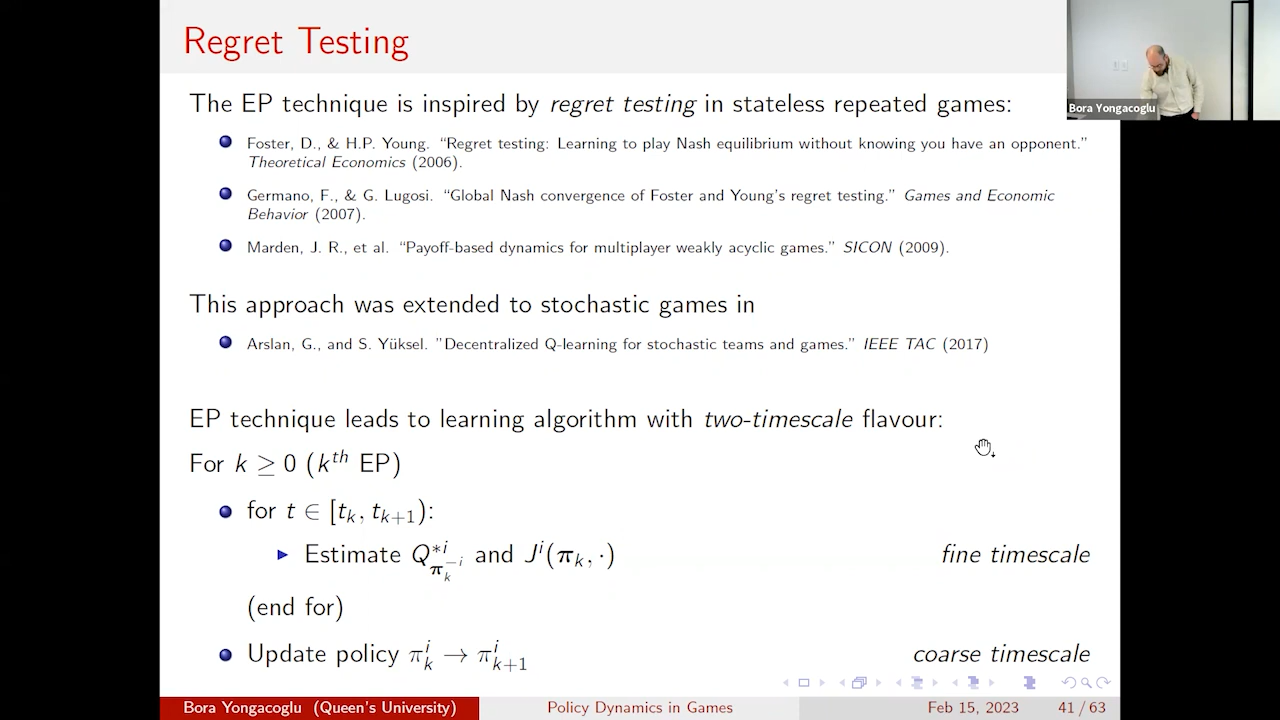 Regret Testing
Bora Yongacoglu
The EP technique is inspired by regret testing in stateless repeated games:
Foster, D., & H.P. Young. “Regret testing: Learning to play Nash equilibrium without knowing you have an opponent.”
Theoretical Economics (2006).
Germano, F., & G. Lugosi. “Global Nash convergence of Foster and Young's regret testing.” Games and Economic
Behavior (2007).
Marden, J. R., et al. “Payoff-based dynamics for multiplayer weakly acyclic games.” SICON (2009).
This approach was extended to stochastic games in
Arslan, G., and S. Yüksel. ”Decentralized Q-learning for stochastic teams and games.” IEEE TAC (2017)
EP technique leads to learning algorithm with two-timescale flavour:
For k ≥ 0 (k^{th} EP)
for t ∈ [t_k, t_{k+1}):
Estimate Q^{*i}_{π_k^{-i}} and J^i(π_k, ·) fine timescale
(end for)
Update policy π_k^i → π_{k+1}^i coarse timescale
Bora Yongacoglu (Queen's University) Policy Dynamics in Games Feb 15, 2023 41 / 63